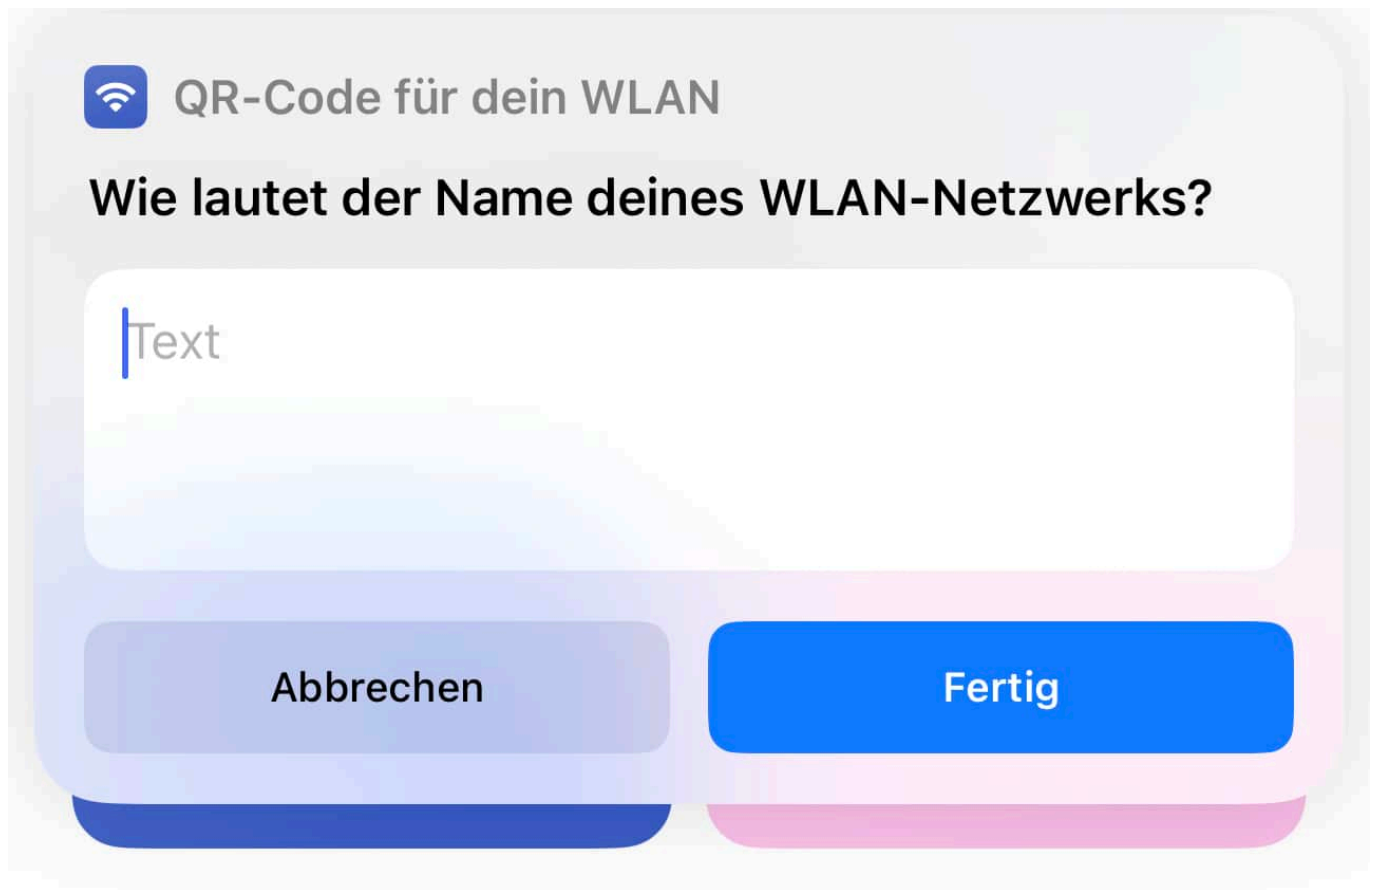 QR-Code für dein WLAN
Wie lautet der Name deines WLAN-Netzwerks?
Text
Abbrechen
Fertig